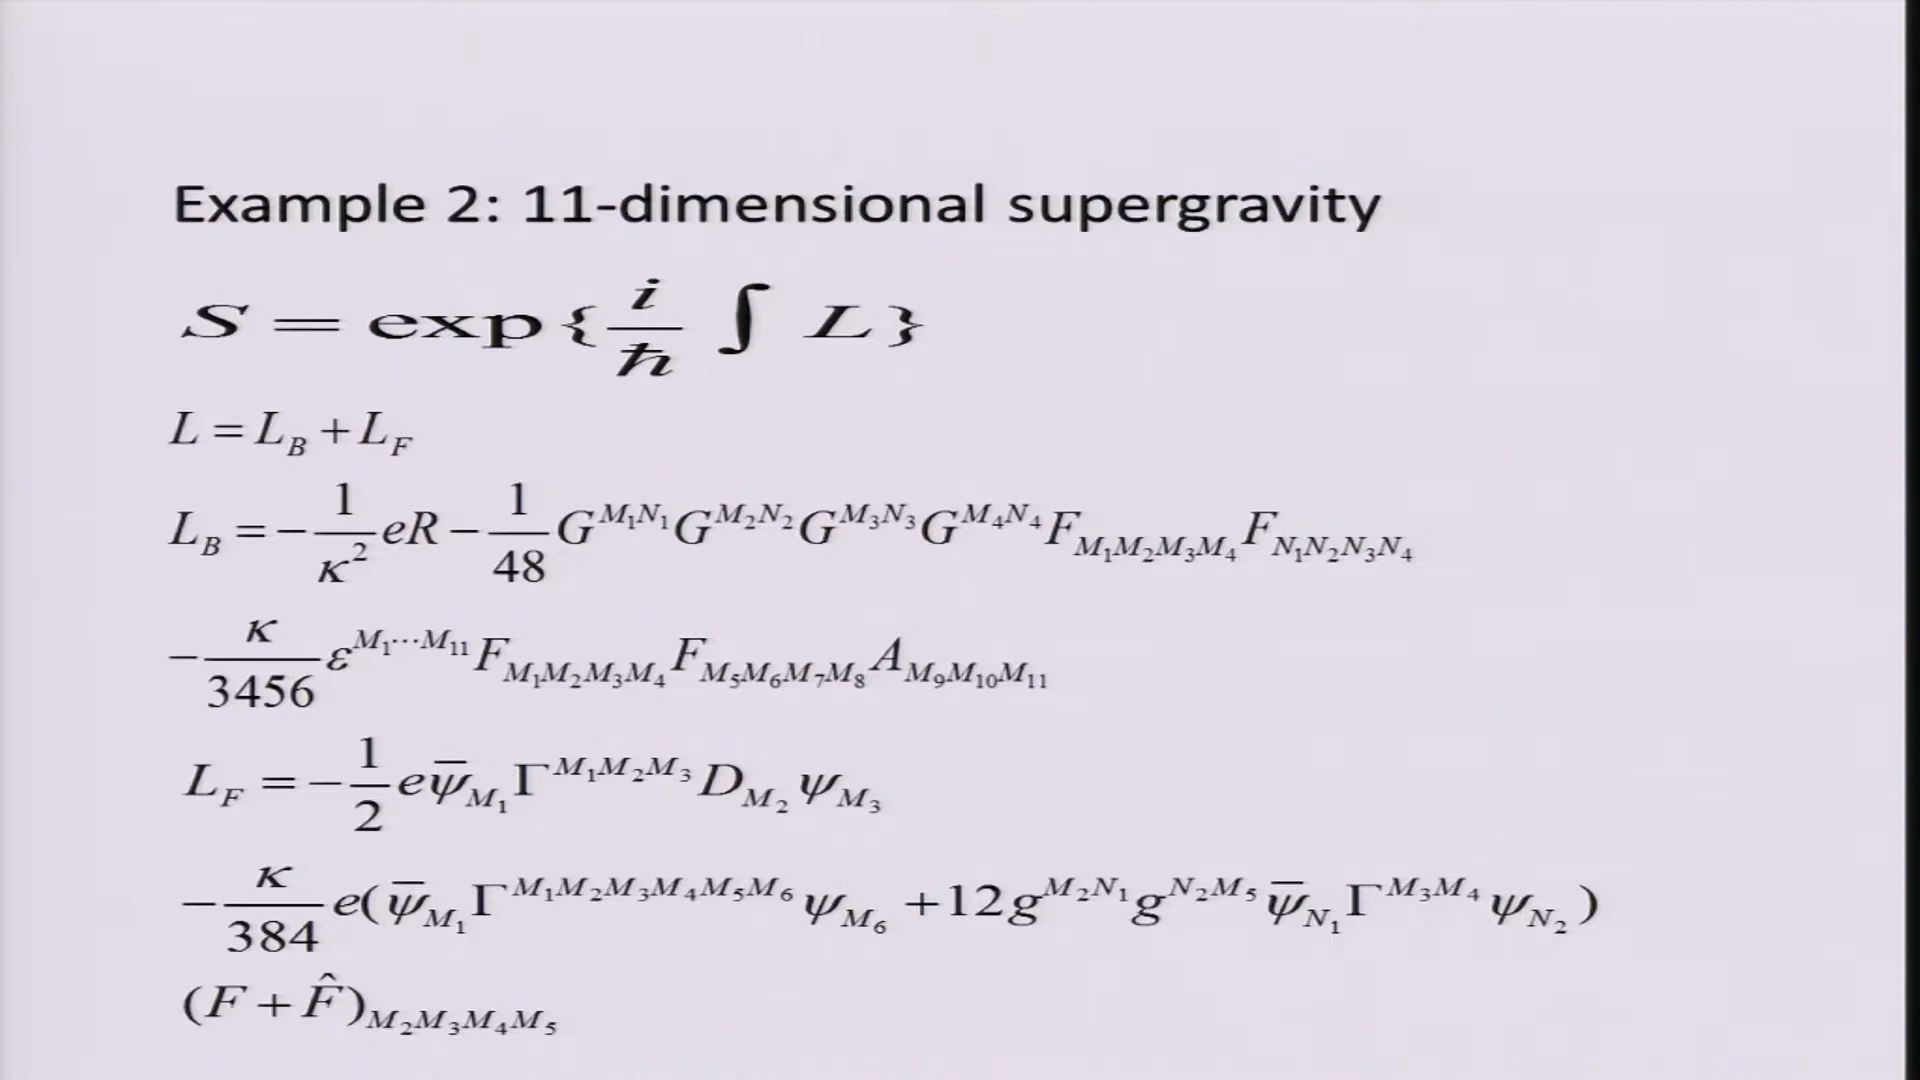 Example 2: 11-dimensional supergravity
S = exp{ i/ℏ ∫ L }
L = L_B + L_F
L_B = − 1/κ² eR − 1/48 G^{M₁N₁} G^{M₂N₂} G^{M₃N₃} G^{M₄N₄} F_{M₁M₂M₃M₄} F_{N₁N₂N₃N₄}
− κ/3456 ε^{M₁⋯M₁₁} F_{M₁M₂M₃M₄} F_{M₅M₆M₇M₈} A_{M₉M₁₀M₁₁}
L_F = − 1/2 e ψ̄_{M₁} Γ^{M₁M₂M₃} D_{M₂} ψ_{M₃}
− κ/384 e( ψ̄_{M₁} Γ^{M₁M₂M₃M₄M₅M₆} ψ_{M₆} + 12 g^{M₂N₁} g^{N₂M₅} ψ̄_{N₁} Γ^{M₃M₄} ψ_{N₂} )
(F + F̂)_{M₂M₃M₄M₅}